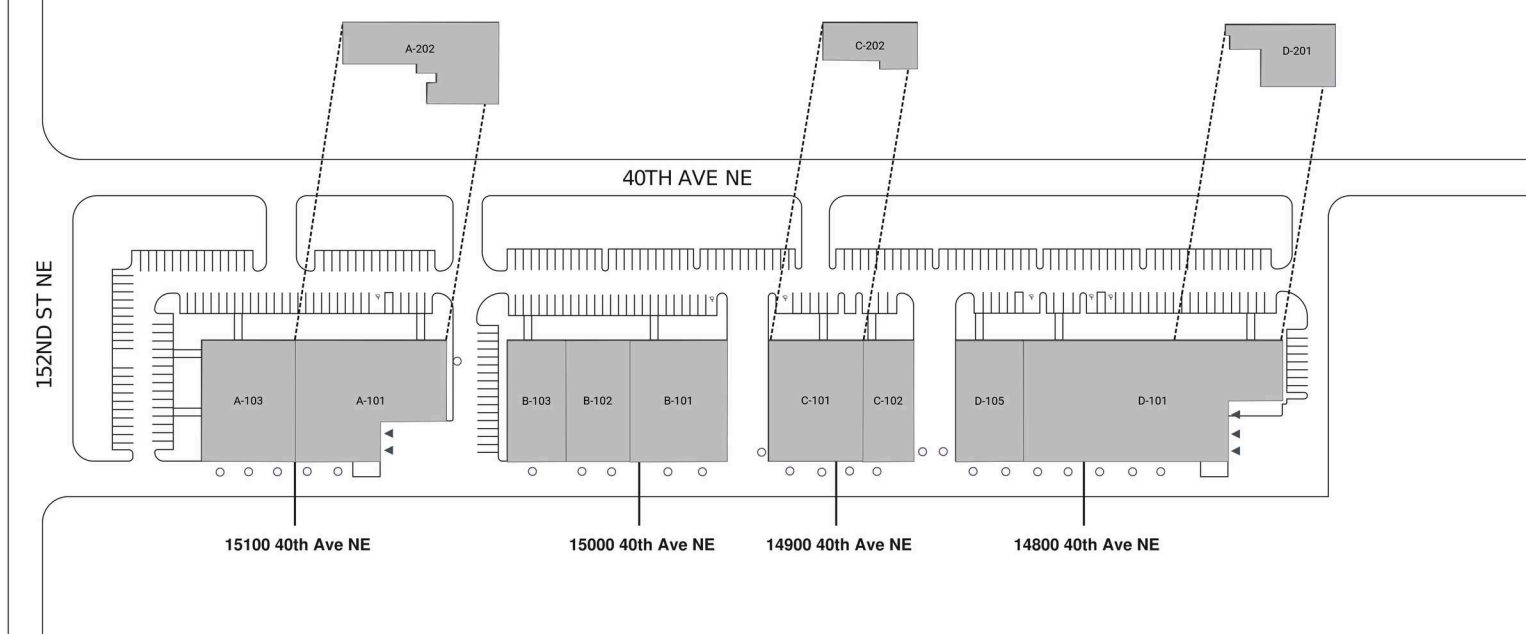 A-202
C-202
D-201
40TH AVE NE
152ND ST NE
A-103
A-101
B-103
B-102
B-101
C-101
C-102
D-105
D-101
15100 40th Ave NE
15000 40th Ave NE
14900 40th Ave NE
14800 40th Ave NE